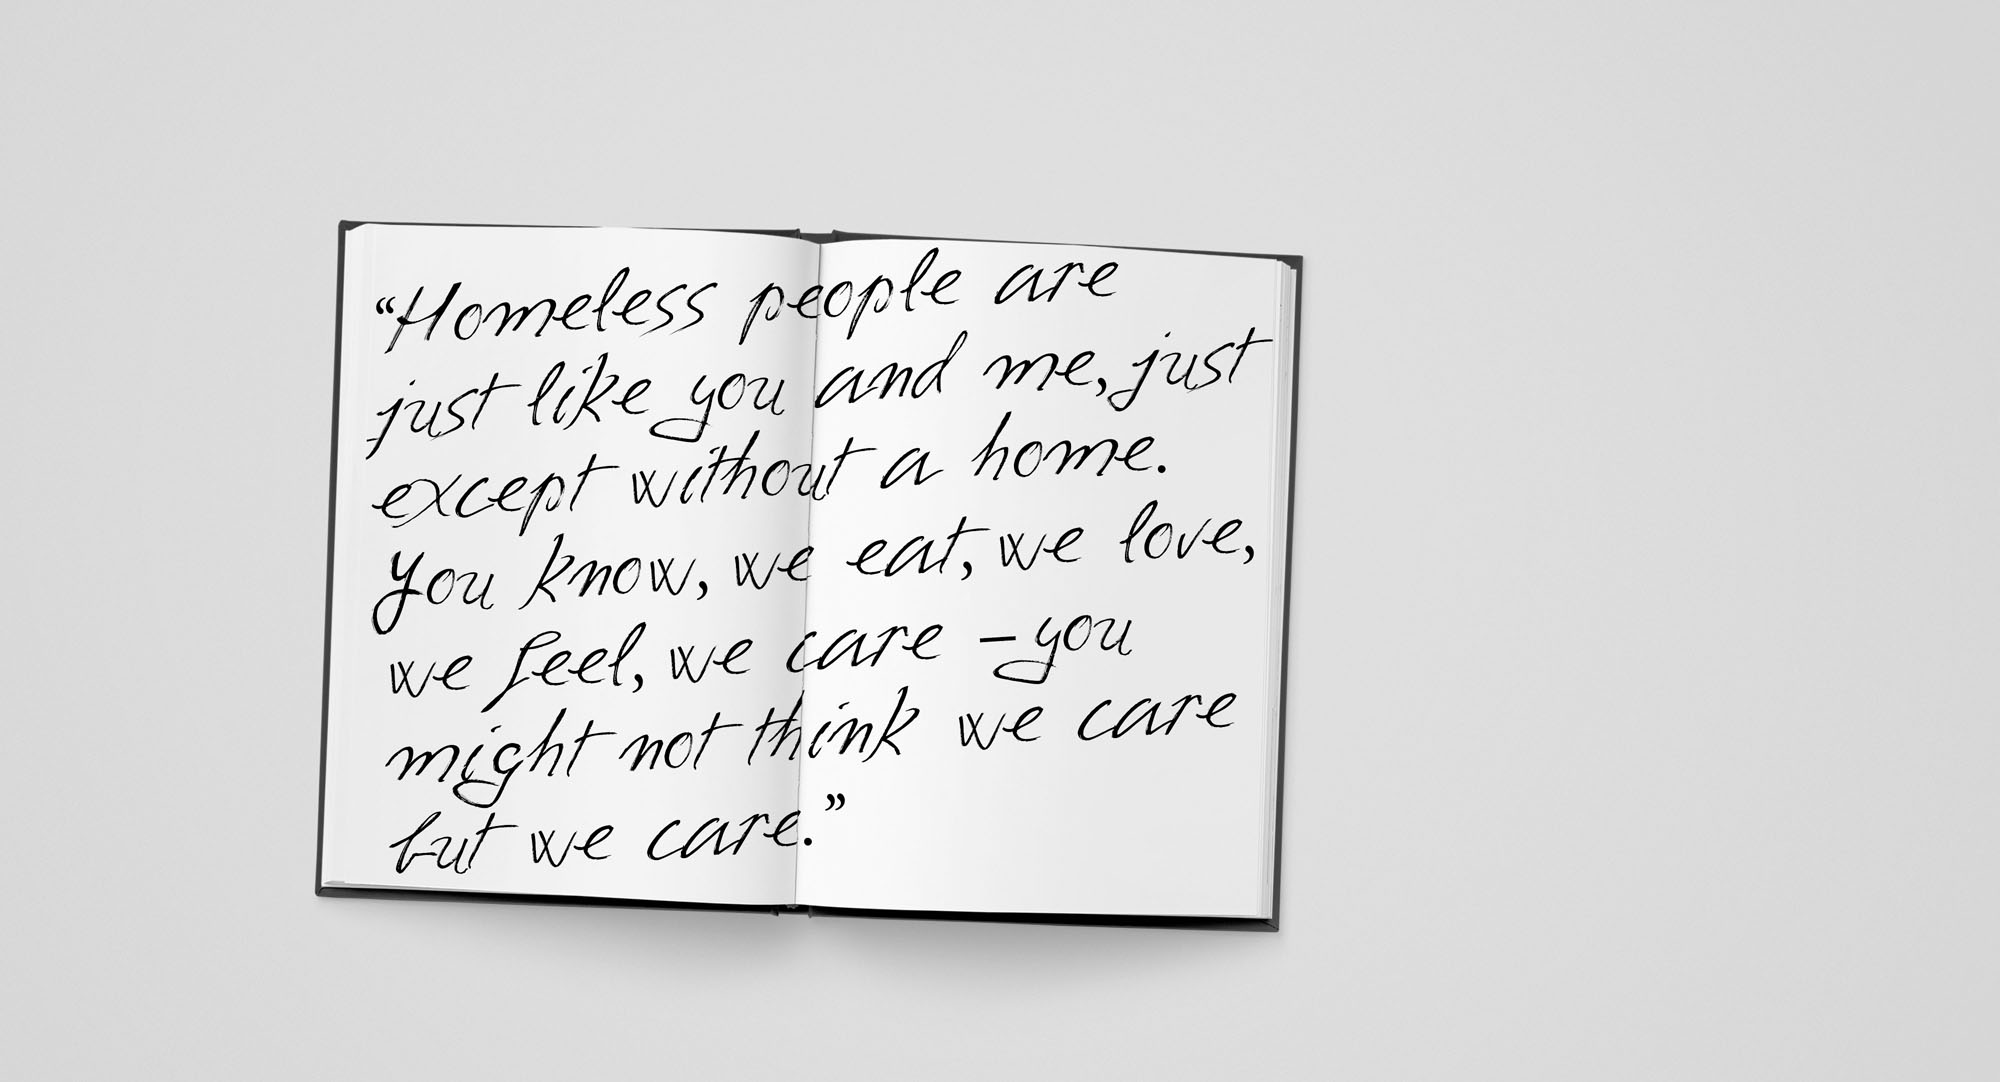 “Homeless people are
just like you and me, just
except without a home.
You know, we eat, we love,
we feel, we care – you
might not think we care
but we care.”